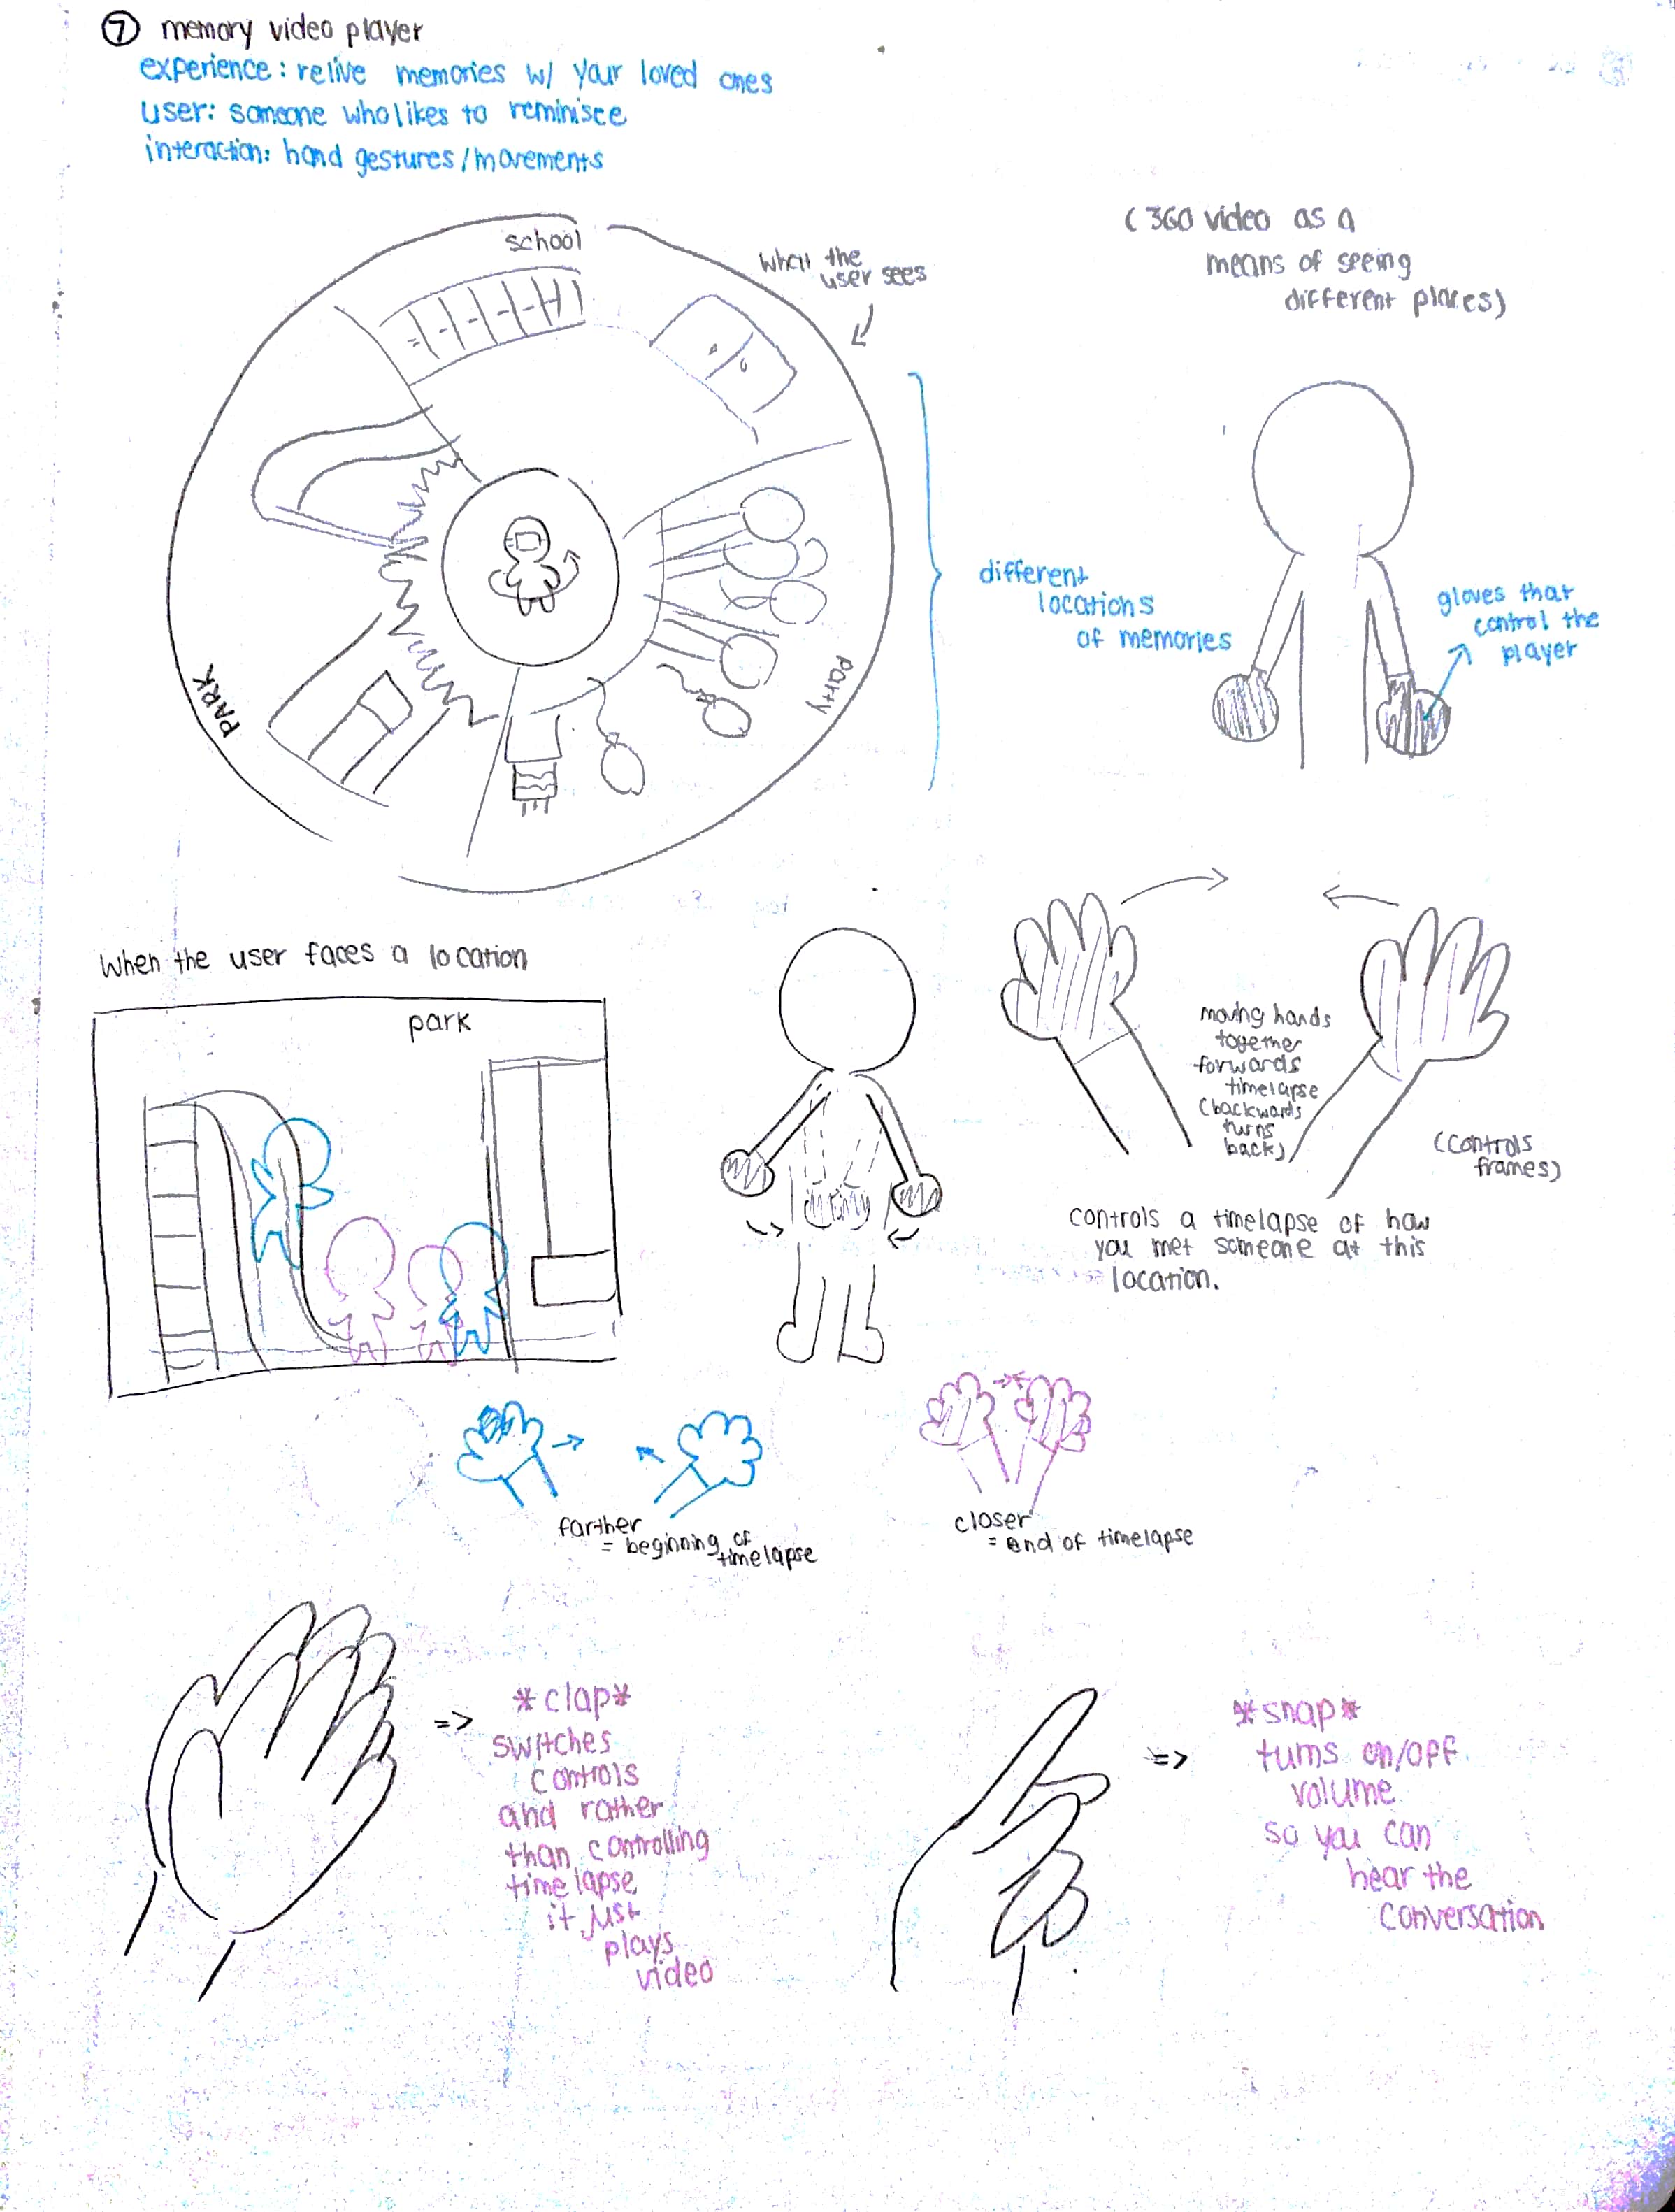 ⑦ memory video player
experience: relive memories w/ your loved ones
user: someone who likes to reminisce
interaction: hand gestures/movements
school
what the
user sees
(360 video as a
means of seeing
different places)
different
locations
of memories
gloves that
control the
player
PARK
party
when the user faces a location
park
moving hands
together
forwards
timelapse
(backwards
turns
back)
(controls
frames)
controls a timelapse of how
you met someone at this
location.
farther
= beginning of
timelapse
closer
= end of timelapse
*clap*
=>
switches
controls
and rather
than controlling
timelapse
it just
plays
video
*snap*
=>
turns on/off
volume
so you can
hear the
conversation